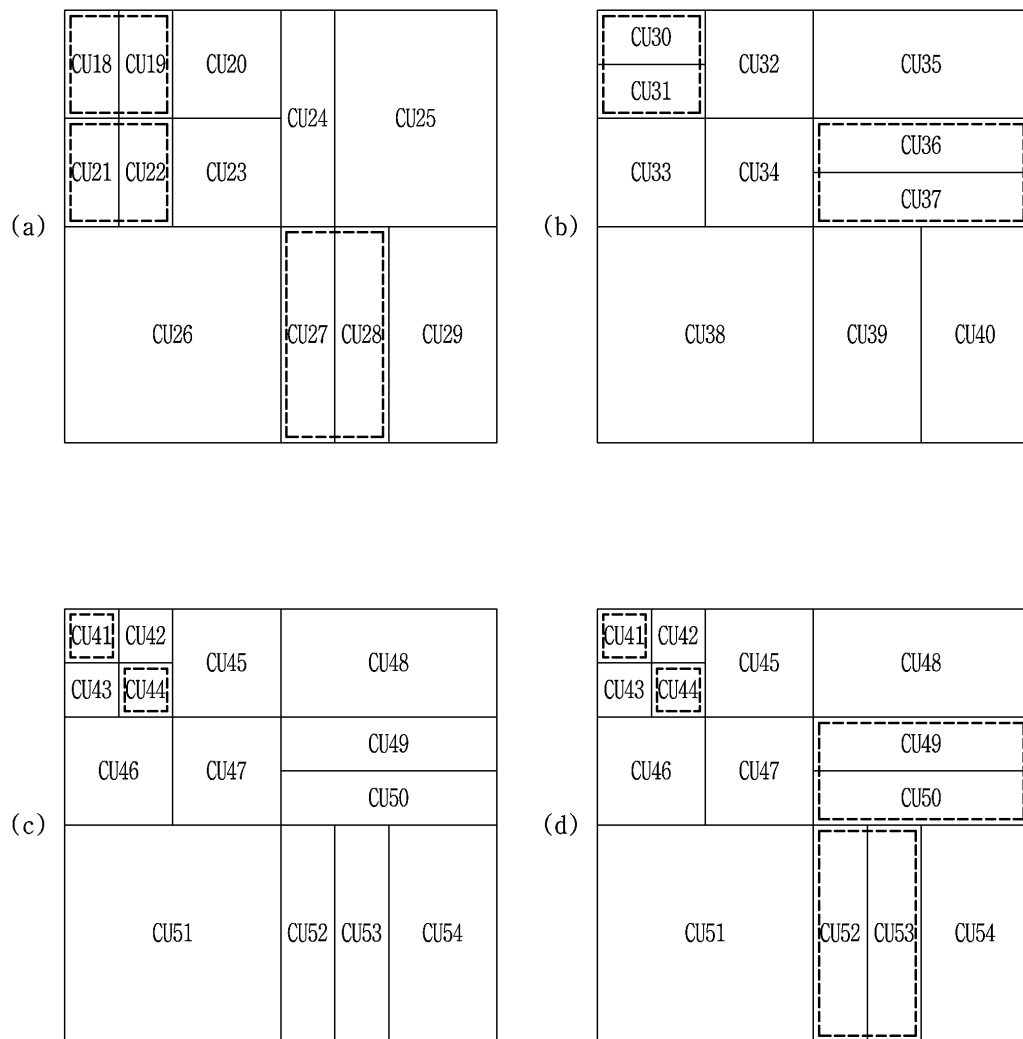 CU18 CU19 CU20 CU24 CU25
CU21 CU22 CU23
(a)
CU26 CU27 CU28 CU29
CU30 CU32 CU35
CU31
CU33 CU34 CU36
CU37
(b)
CU38 CU39 CU40
CU41 CU42 CU45 CU48
CU43 CU44
CU46 CU47 CU49
CU50
(c)
CU51 CU52 CU53 CU54
CU41 CU42 CU45 CU48
CU43 CU44
CU46 CU47 CU49
CU50
(d)
CU51 CU52 CU53 CU54